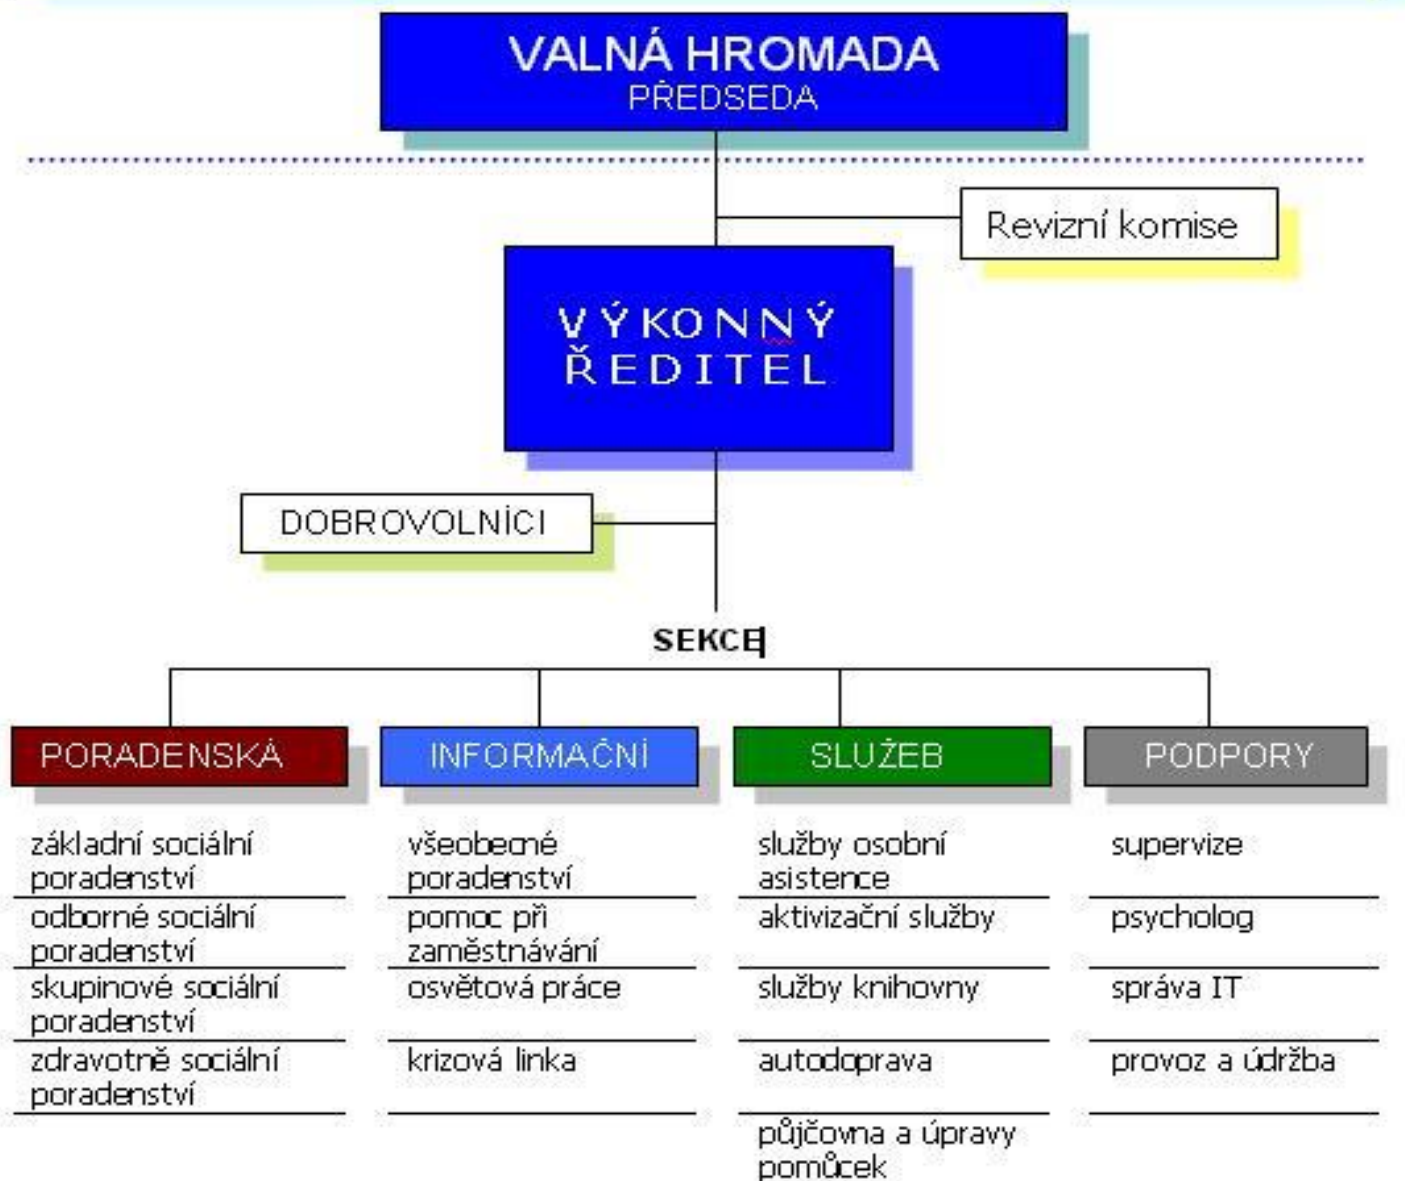 VALNÁ HROMADA
PŘEDSEDA
Revizní komise
VÝKONNÝ
ŘEDITEL
DOBROVOLNÍCI
SEKCE
PORADENSKÁ
základní sociální
poradenství
odborné sociální
poradenství
skupinové sociální
poradenství
zdravotně sociální
poradenství
INFORMAČNÍ
všeobecné
poradenství
pomoc při
zaměstnávání
osvětová práce
krizová linka
SLUŽEB
služby osobní
asistence
aktivizační služby
služby knihovny
autodoprava
půjčovna a úpravy
pomůcek
PODPORY
supervize
psycholog
správa IT
provoz a údržba